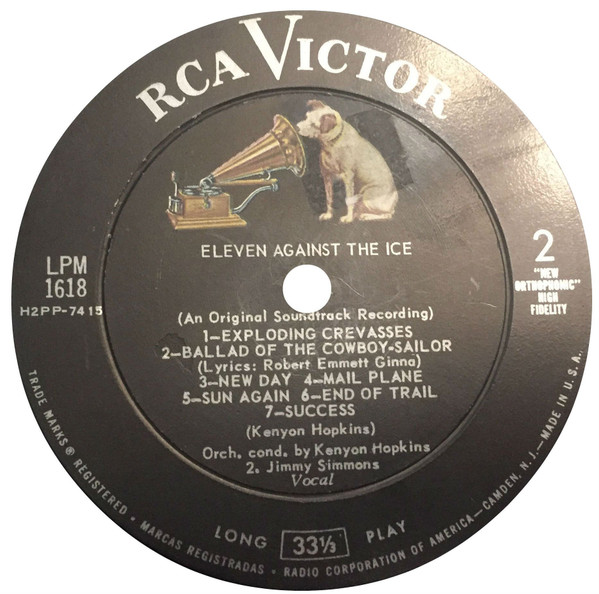 RCA VICTOR
ELEVEN AGAINST THE ICE
LPM
1618
H2PP-7415
2
"NEW
ORTHOPHONIC"
HIGH
FIDELITY
(An Original Soundtrack Recording)
1—EXPLODING CREVASSES
2—BALLAD OF THE COWBOY-SAILOR
(Lyrics: Robert Emmett Ginna)
3—NEW DAY 4—MAIL PLANE
5—SUN AGAIN 6—END OF TRAIL
7—SUCCESS
(Kenyon Hopkins)
Orch. cond. by Kenyon Hopkins
2. Jimmy Simmons
Vocal
LONG 33⅓ PLAY
TRADE MARKS ® REGISTERED • MARCAS REGISTRADAS • RADIO CORPORATION OF AMERICA—CAMDEN, N. J.—MADE IN U.S.A.